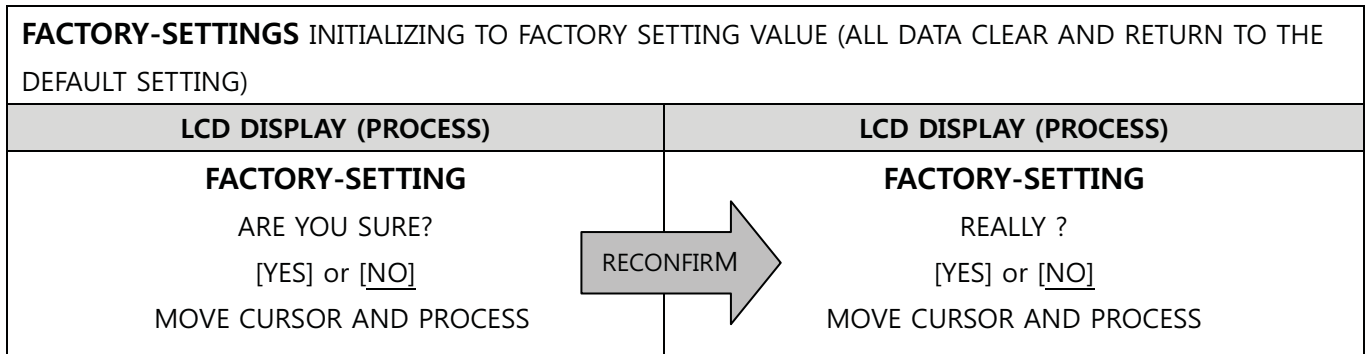 FACTORY-SETTINGS INITIALIZING TO FACTORY SETTING VALUE (ALL DATA CLEAR AND RETURN TO THE
DEFAULT SETTING)
LCD DISPLAY (PROCESS)
LCD DISPLAY (PROCESS)
FACTORY-SETTING
ARE YOU SURE?
[YES] or [NO]
MOVE CURSOR AND PROCESS
RECONFIRM
FACTORY-SETTING
REALLY ?
[YES] or [NO]
MOVE CURSOR AND PROCESS